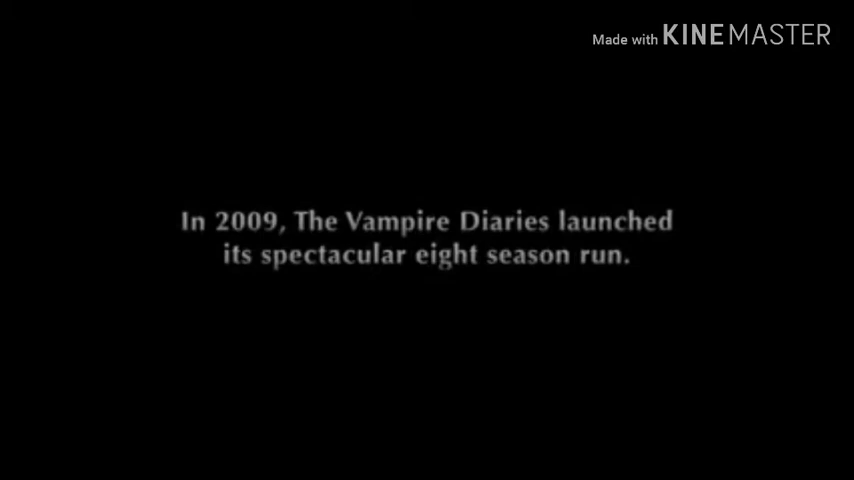 Made with KINEMASTER
In 2009, The Vampire Diaries launched
its spectacular eight season run.